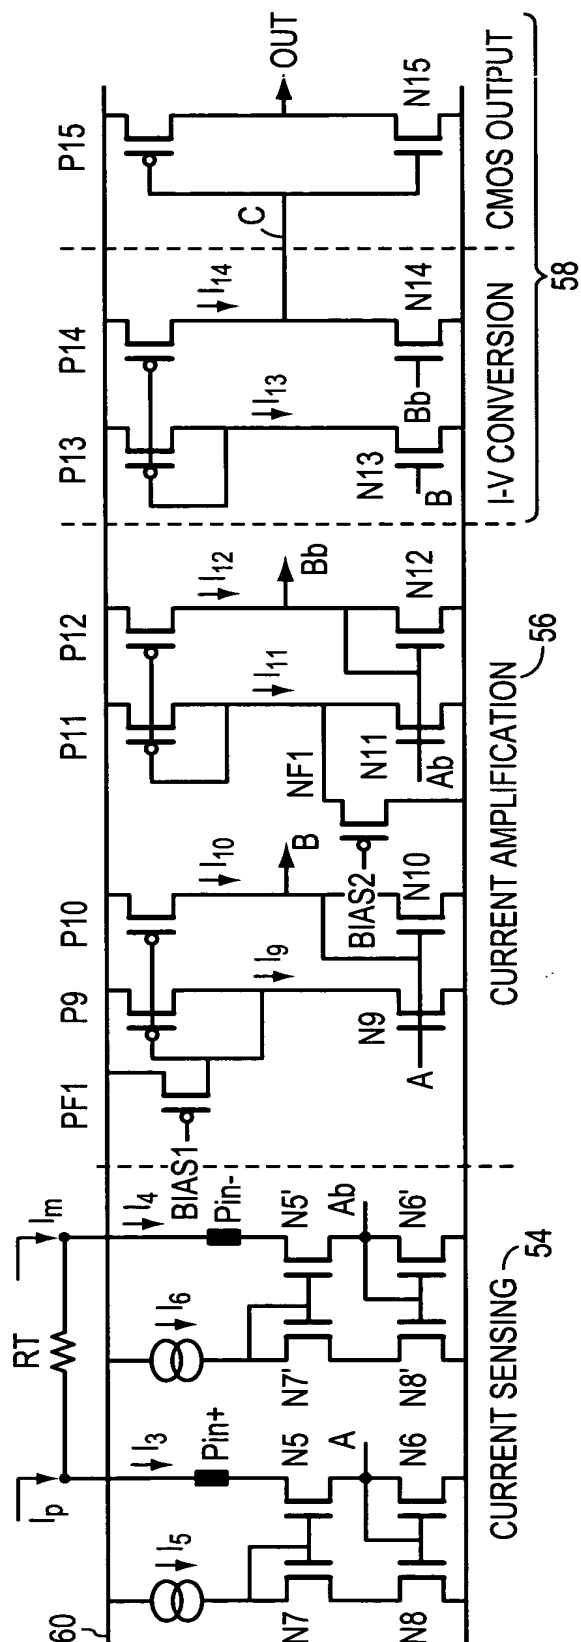 60
I5
N7
N8
Ip
I3
Pin+
N5
A
N6
RT
I6
N7'
N8'
Im
I4
Pin-
N5'
Ab
N6'
CURRENT SENSING
54
BIAS1
PF1
P9
I9
N9
A
P10
I10
B
N10
BIAS2
NF1
P11
I11
N11
Ab
P12
I12
Bb
N12
CURRENT AMPLIFICATION
56
P13
I13
N13
B
P14
I14
N14
Bb
I-V CONVERSION
C
P15
OUT
N15
CMOS OUTPUT
58